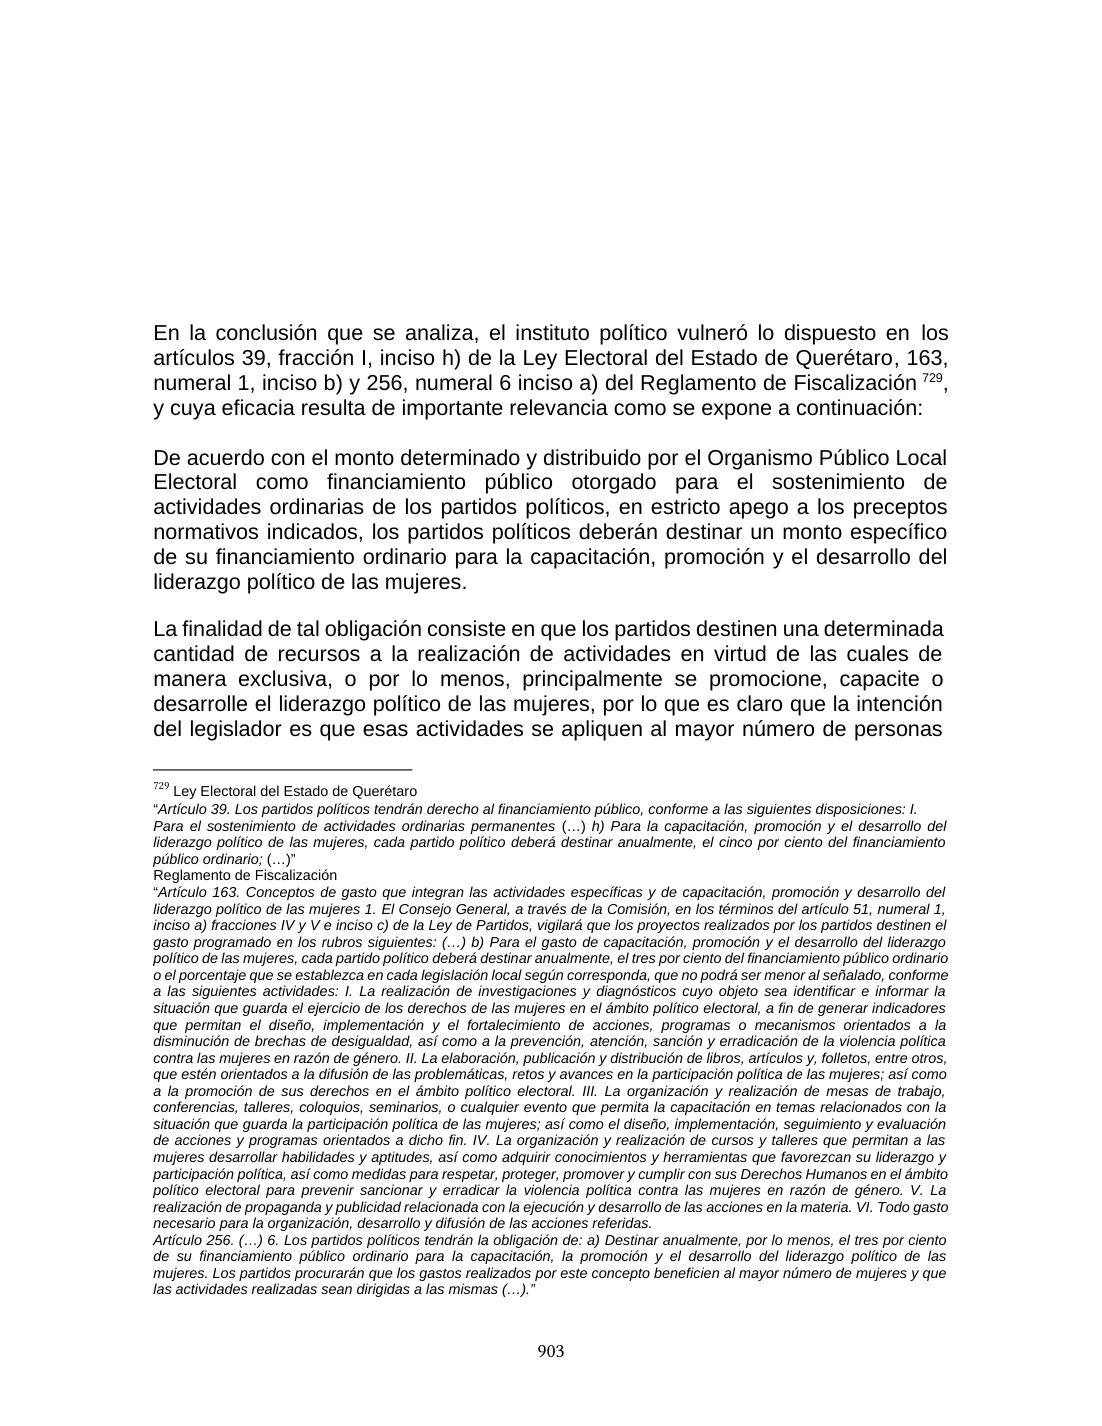 En la conclusión que se analiza, el instituto político vulneró lo dispuesto en los
artículos 39, fracción I, inciso h) de la Ley Electoral del Estado de Querétaro, 163,
numeral 1, inciso b) y 256, numeral 6 inciso a) del Reglamento de Fiscalización 729,
y cuya eficacia resulta de importante relevancia como se expone a continuación:
De acuerdo con el monto determinado y distribuido por el Organismo Público Local
Electoral como financiamiento público otorgado para el sostenimiento de
actividades ordinarias de los partidos políticos, en estricto apego a los preceptos
normativos indicados, los partidos políticos deberán destinar un monto específico
de su financiamiento ordinario para la capacitación, promoción y el desarrollo del
liderazgo político de las mujeres.
La finalidad de tal obligación consiste en que los partidos destinen una determinada
cantidad de recursos a la realización de actividades en virtud de las cuales de
manera exclusiva, o por lo menos, principalmente se promocione, capacite o
desarrolle el liderazgo político de las mujeres, por lo que es claro que la intención
del legislador es que esas actividades se apliquen al mayor número de personas
729 Ley Electoral del Estado de Querétaro
“Artículo 39. Los partidos políticos tendrán derecho al financiamiento público, conforme a las siguientes disposiciones: I.
Para el sostenimiento de actividades ordinarias permanentes (…) h) Para la capacitación, promoción y el desarrollo del
liderazgo político de las mujeres, cada partido político deberá destinar anualmente, el cinco por ciento del financiamiento
público ordinario; (…)”
Reglamento de Fiscalización
“Artículo 163. Conceptos de gasto que integran las actividades específicas y de capacitación, promoción y desarrollo del
liderazgo político de las mujeres 1. El Consejo General, a través de la Comisión, en los términos del artículo 51, numeral 1,
inciso a) fracciones IV y V e inciso c) de la Ley de Partidos, vigilará que los proyectos realizados por los partidos destinen el
gasto programado en los rubros siguientes: (…) b) Para el gasto de capacitación, promoción y el desarrollo del liderazgo
político de las mujeres, cada partido político deberá destinar anualmente, el tres por ciento del financiamiento público ordinario
o el porcentaje que se establezca en cada legislación local según corresponda, que no podrá ser menor al señalado, conforme
a las siguientes actividades: I. La realización de investigaciones y diagnósticos cuyo objeto sea identificar e informar la
situación que guarda el ejercicio de los derechos de las mujeres en el ámbito político electoral, a fin de generar indicadores
que permitan el diseño, implementación y el fortalecimiento de acciones, programas o mecanismos orientados a la
disminución de brechas de desigualdad, así como a la prevención, atención, sanción y erradicación de la violencia política
contra las mujeres en razón de género. II. La elaboración, publicación y distribución de libros, artículos y, folletos, entre otros,
que estén orientados a la difusión de las problemáticas, retos y avances en la participación política de las mujeres; así como
a la promoción de sus derechos en el ámbito político electoral. III. La organización y realización de mesas de trabajo,
conferencias, talleres, coloquios, seminarios, o cualquier evento que permita la capacitación en temas relacionados con la
situación que guarda la participación política de las mujeres; así como el diseño, implementación, seguimiento y evaluación
de acciones y programas orientados a dicho fin. IV. La organización y realización de cursos y talleres que permitan a las
mujeres desarrollar habilidades y aptitudes, así como adquirir conocimientos y herramientas que favorezcan su liderazgo y
participación política, así como medidas para respetar, proteger, promover y cumplir con sus Derechos Humanos en el ámbito
político electoral para prevenir sancionar y erradicar la violencia política contra las mujeres en razón de género. V. La
realización de propaganda y publicidad relacionada con la ejecución y desarrollo de las acciones en la materia. VI. Todo gasto
necesario para la organización, desarrollo y difusión de las acciones referidas.
Artículo 256. (…) 6. Los partidos políticos tendrán la obligación de: a) Destinar anualmente, por lo menos, el tres por ciento
de su financiamiento público ordinario para la capacitación, la promoción y el desarrollo del liderazgo político de las
mujeres. Los partidos procurarán que los gastos realizados por este concepto beneficien al mayor número de mujeres y que
las actividades realizadas sean dirigidas a las mismas (…).”
903